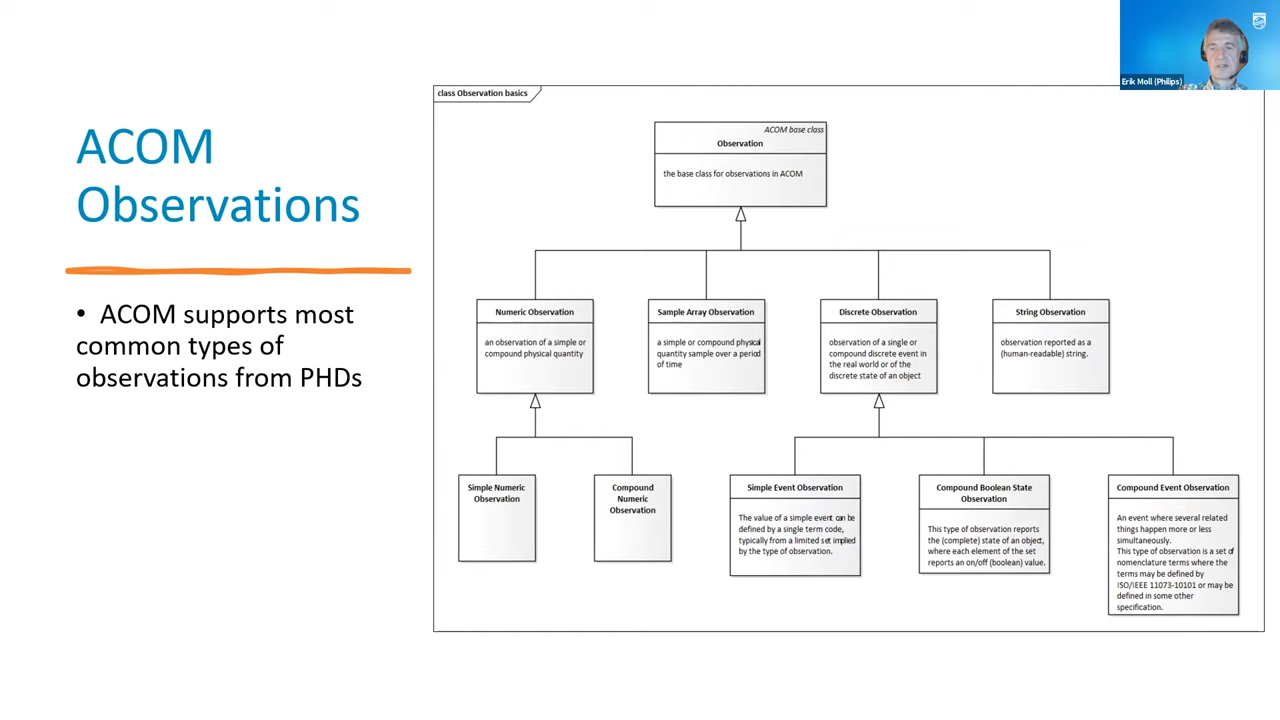 Erik Moll (Philips)
ACOM
Observations
• ACOM supports most
common types of
observations from PHDs
class Observation basics
ACOM base class
Observation
the base class for observations in ACOM
Numeric Observation
an observation of a simple or
compound physical quantity
Sample Array Observation
a simple or compound physical
quantity sample over a period
of time
Discrete Observation
observation of a single or
compound discrete event in
the real world or of the
discrete state of an object
String Observation
observation reported as a
(human-readable) string.
Simple Numeric
Observation
Compound
Numeric
Observation
Simple Event Observation
The value of a simple event can be
defined by a single term code,
typically from a limited set implied
by the type of observation.
Compound Boolean State
Observation
This type of observation reports
the (complete) state of an object,
where each element of the set
reports an on/off (boolean) value.
Compound Event Observation
An event where several related
things happen more or less
simultaneously.
This type of observation is a set of
nomenclature terms where the
terms may be defined by
ISO/IEEE 11073-10101 or may be
defined in some other
specification.